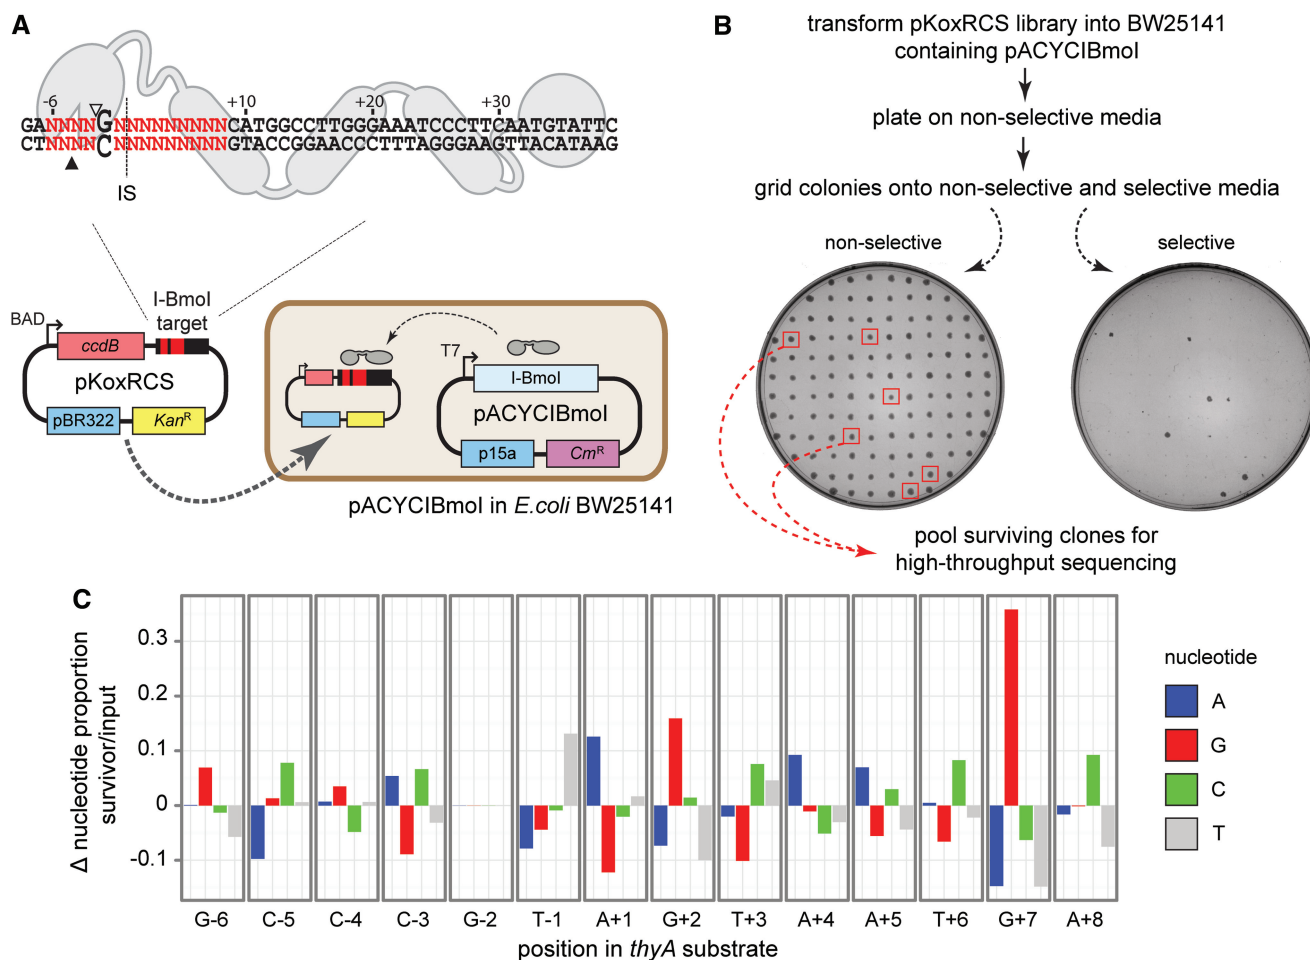 A
-6 +10 +20 +30
GANNNNGNNNNNNNNNCATGGCCTTGGGAAATCCCTTCAATGTATTC
CTNNNNCNNNNNNNNNGTACCGGAACCCTTTAGGGAAGTTACATAAG
IS
I-BmoI
target
BAD
ccdB
pKoxRCS
pBR322
KanR
T7
I-BmoI
pACYCIBmoI
p15a
CmR
pACYCIBmoI in E.coli BW25141
B
transform pKoxRCS library into BW25141
containing pACYCIBmoI
plate on non-selective media
grid colonies onto non-selective and selective media
non-selective
selective
pool surviving clones for
high-throughput sequencing
C
Δ nucleotide proportion
survivor/input
0.3
0.2
0.1
0
-0.1
G-6 C-5 C-4 C-3 G-2 T-1 A+1 G+2 T+3 A+4 A+5 T+6 G+7 A+8
position in thyA substrate
nucleotide
A
G
C
T